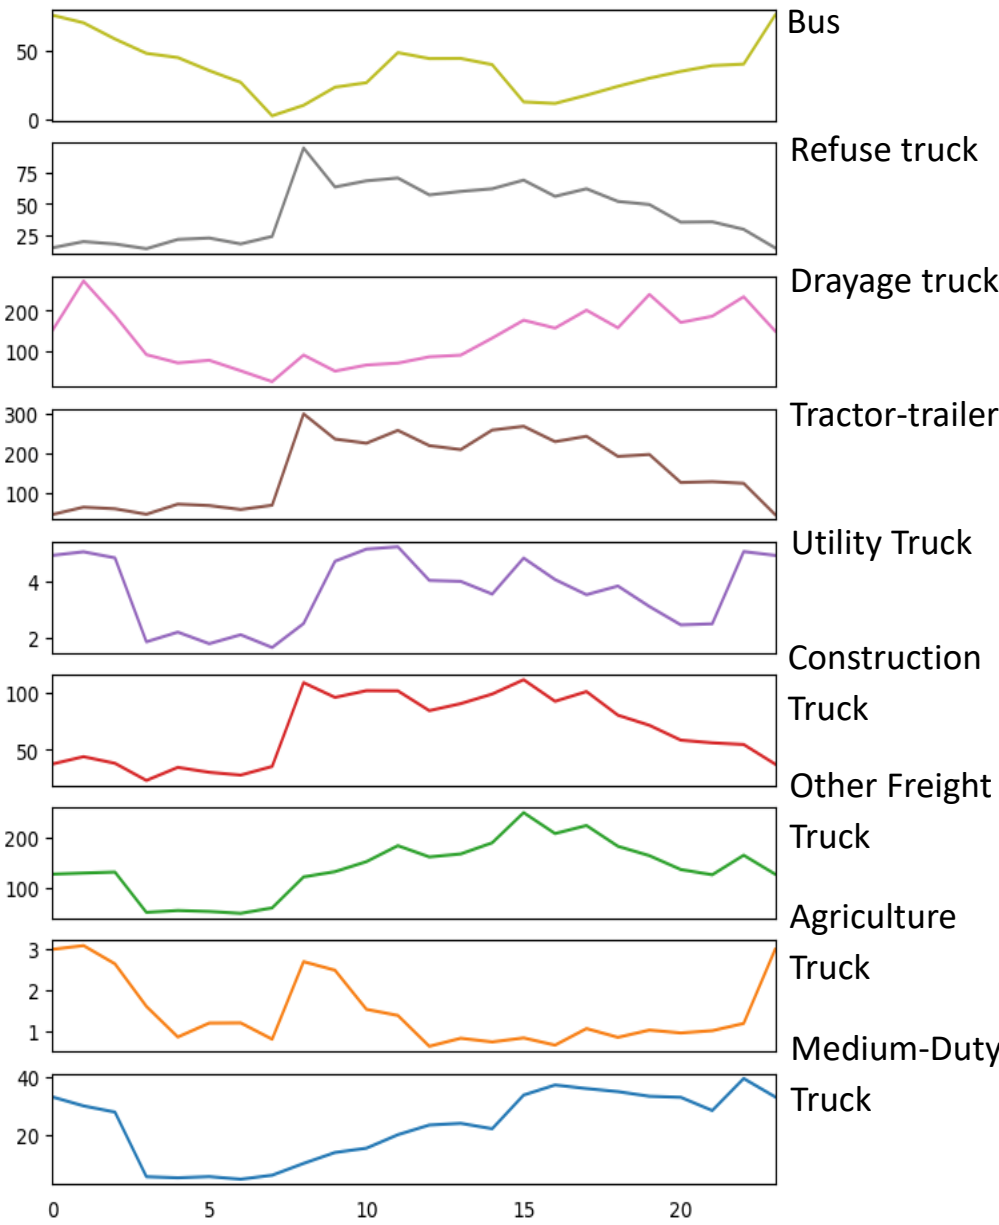 Bus
50
0
Refuse truck
75
50
25
Drayage truck
200
100
Tractor-trailer
300
200
100
Utility Truck
4
2
Construction
Truck
100
50
Other Freight
Truck
200
100
Agriculture
Truck
3
2
1
Medium-Duty
Truck
40
20
0 5 10 15 20